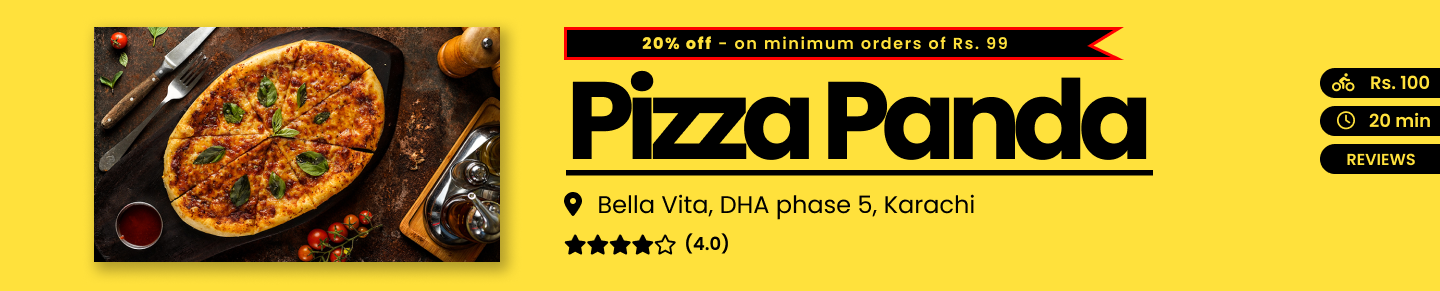 20% off - on minimum orders of Rs. 99
Pizza Panda
Bella Vita, DHA phase 5, Karachi
(4.0)
Rs. 100
20 min
REVIEWS